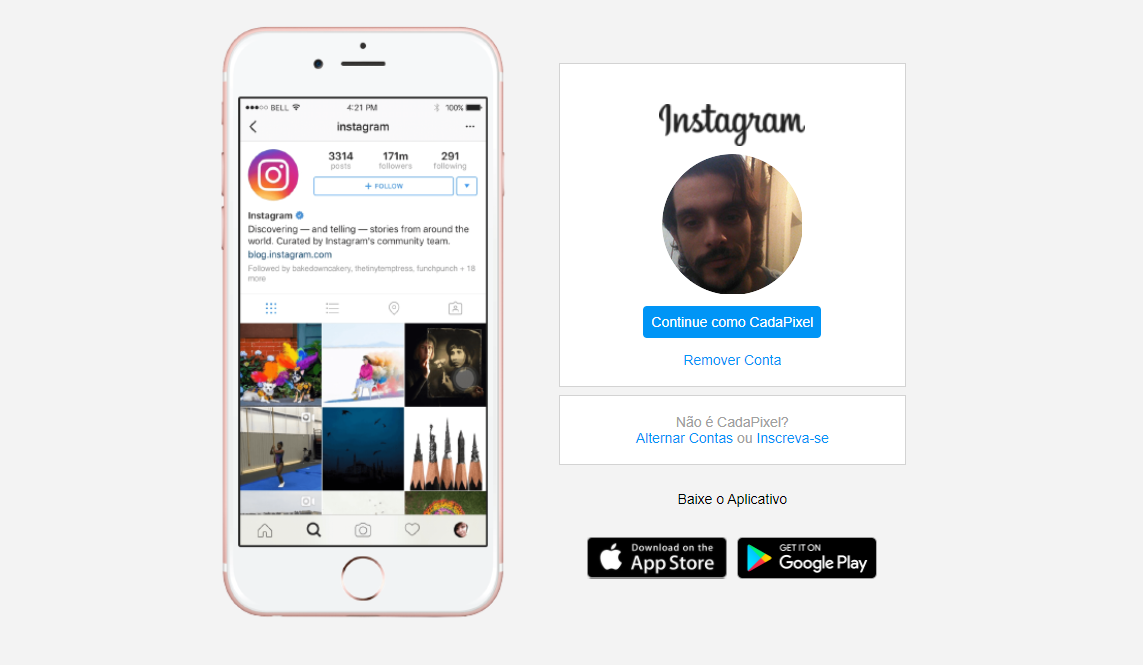 BELL
4:21 PM
100%
instagram
3314
171m
291
posts
followers
following
+ FOLLOW
Instagram
Discovering — and telling — stories from around the
world. Curated by Instagram's community team.
blog.instagram.com
Followed by bakedowncakery, thetinytemptress, funchpunch + 18
more
Instagram
Continue como CadaPixel
Remover Conta
Não é CadaPixel?
Alternar Contas ou Inscreva-se
Baixe o Aplicativo
Download on the
App Store
GET IT ON
Google Play